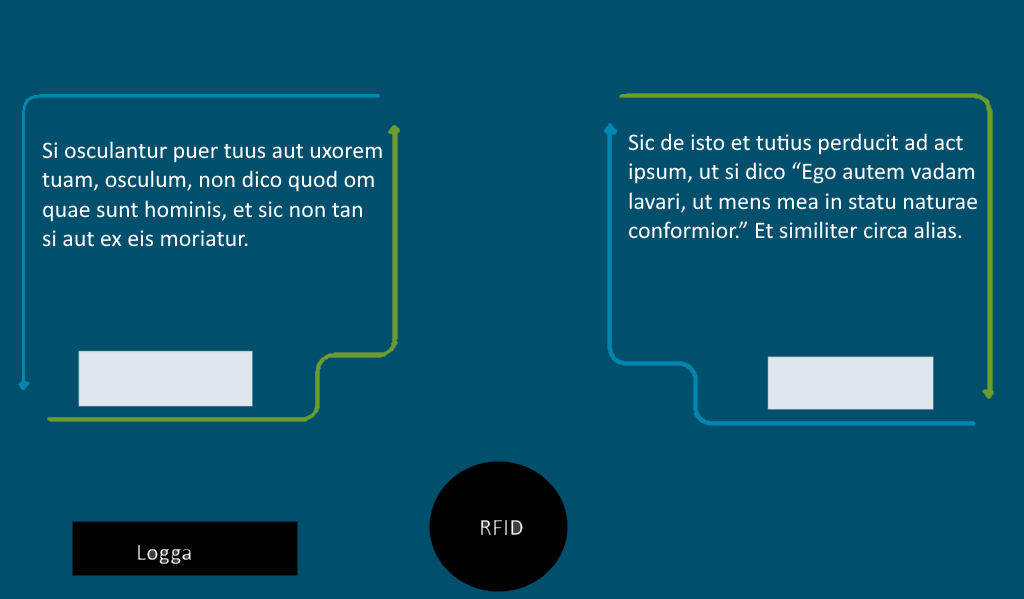 Si osculantur puer tuus aut uxorem
tuam, osculum, non dico quod om
quae sunt hominis, et sic non tan
si aut ex eis moriatur.
Sic de isto et tutius perducit ad act
ipsum, ut si dico “Ego autem vadam
lavari, ut mens mea in statu naturae
conformior.” Et similiter circa alias.
RFID
Logga